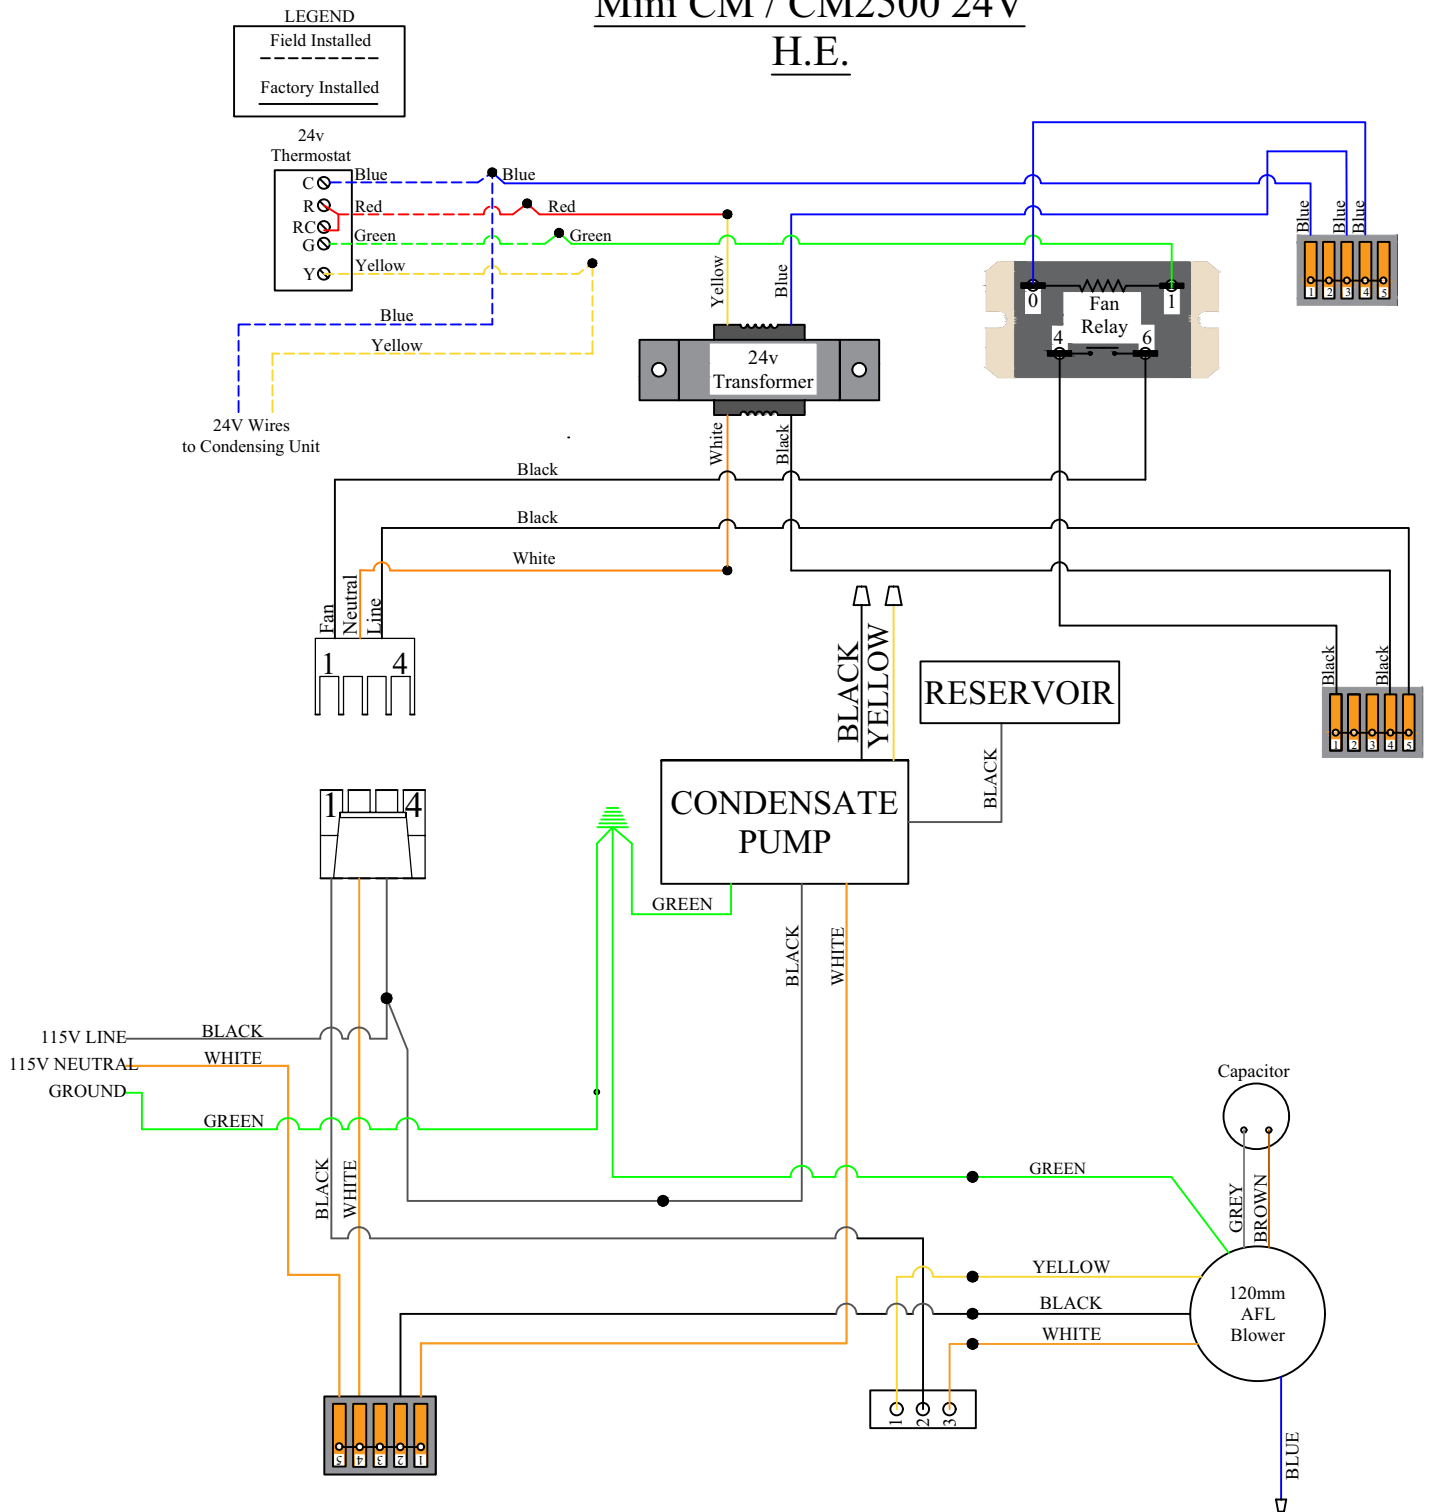 Mini CM / CM2500 24V
H.E.
LEGEND
Field Installed
Factory Installed
24v
Thermostat
C
R
RC
G
Y
Blue
Blue
Red
Red
Green
Green
Yellow
Blue
Yellow
24V Wires
to Condensing Unit
Yellow
Blue
24v
Transformer
White
Black
0
1
Fan
Relay
4
6
Blue
Blue
Blue
1
2
3
4
5
Black
Black
White
Fan
Neutral
Line
1
4
Black
Black
1
2
3
4
5
BLACK
YELLOW
RESERVOIR
BLACK
CONDENSATE
PUMP
1
4
GREEN
BLACK
WHITE
115V LINE
BLACK
115V NEUTRAL
WHITE
GROUND
GREEN
BLACK
WHITE
Capacitor
GREY
BROWN
GREEN
YELLOW
BLACK
WHITE
120mm
AFL
Blower
BLUE
5
4
3
2
1
1
2
3